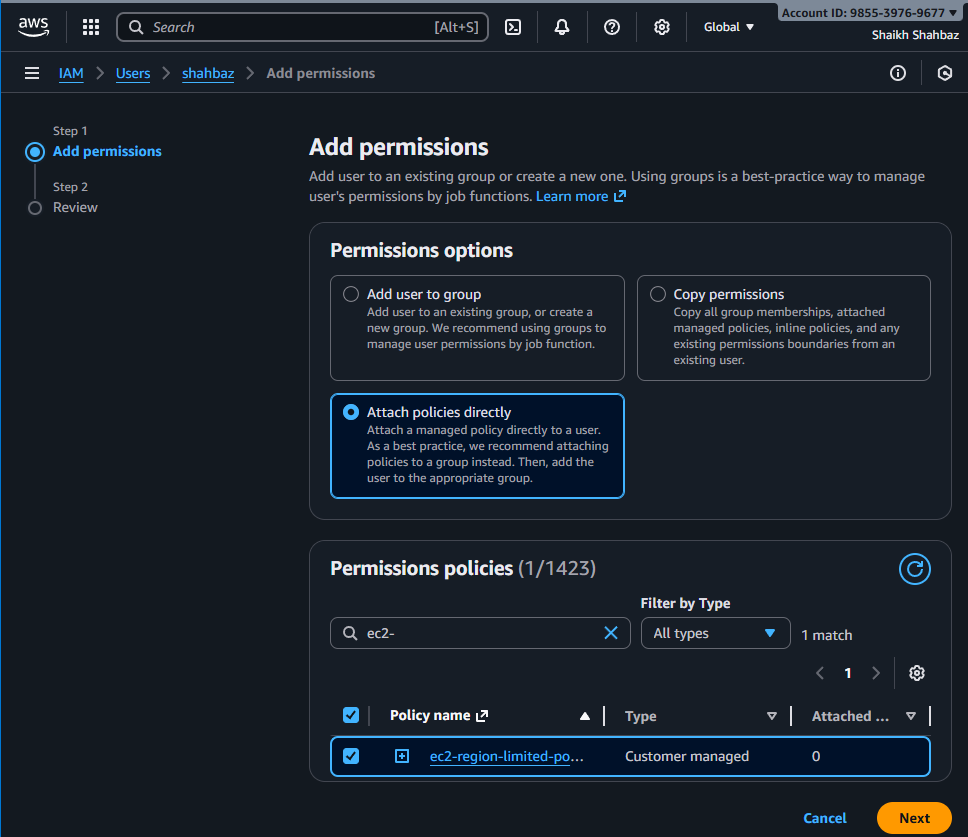 aws
Search
[Alt+S]
Global
Account ID: 9855-3976-9677
Shaikh Shahbaz
IAM
Users
shahbaz
Add permissions
Step 1
Add permissions
Step 2
Review
Add permissions
Add user to an existing group or create a new one. Using groups is a best-practice way to manage
user's permissions by job functions. Learn more
Permissions options
Add user to group
Add user to an existing group, or create a
new group. We recommend using groups to
manage user permissions by job function.
Copy permissions
Copy all group memberships, attached
managed policies, inline policies, and any
existing permissions boundaries from an
existing user.
Attach policies directly
Attach a managed policy directly to a user.
As a best practice, we recommend attaching
policies to a group instead. Then, add the
user to the appropriate group.
Permissions policies (1/1423)
Filter by Type
ec2-
All types
1 match
1
Policy name
Type
Attached ...
ec2-region-limited-po...
Customer managed
0
Cancel
Next